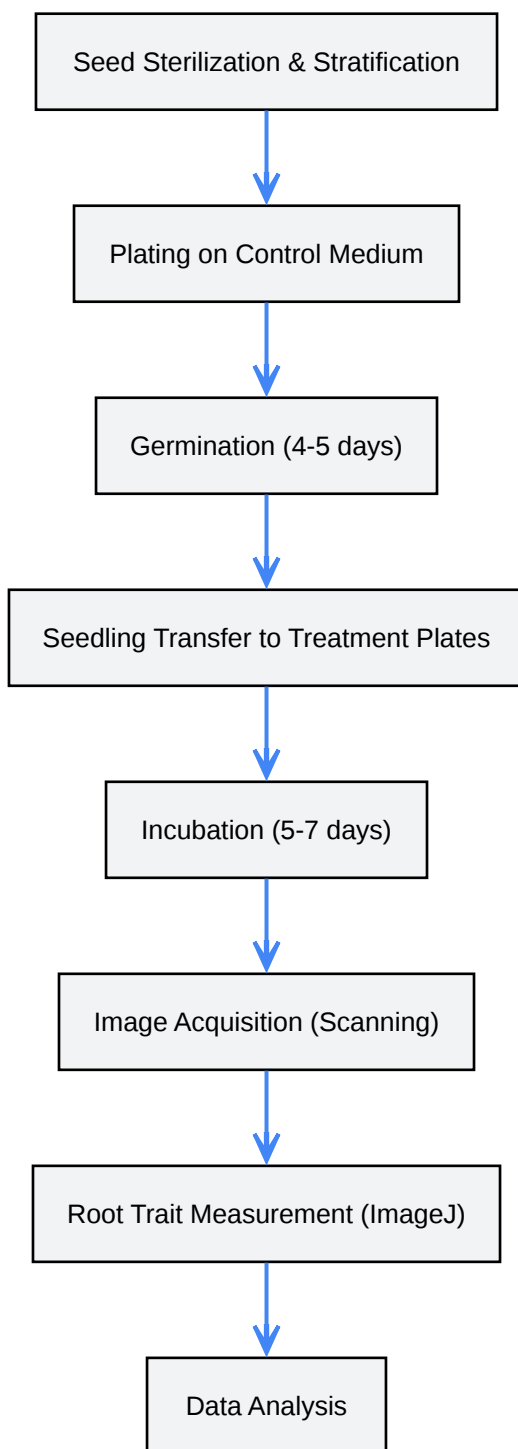 Seed Sterilization & Stratification
Plating on Control Medium
Germination (4-5 days)
Seedling Transfer to Treatment Plates
Incubation (5-7 days)
Image Acquisition (Scanning)
Root Trait Measurement (ImageJ)
Data Analysis